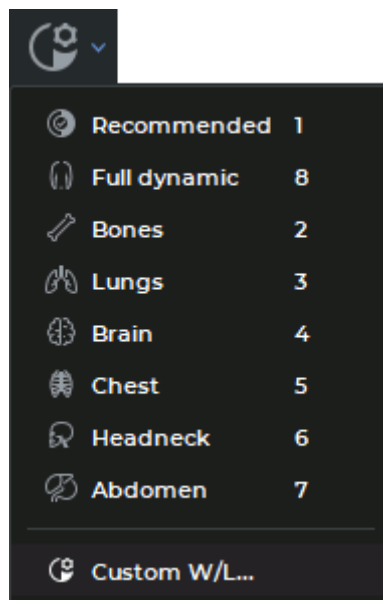 Recommended 1
Full dynamic 8
Bones 2
Lungs 3
Brain 4
Chest 5
Headneck 6
Abdomen 7
Custom W/L...